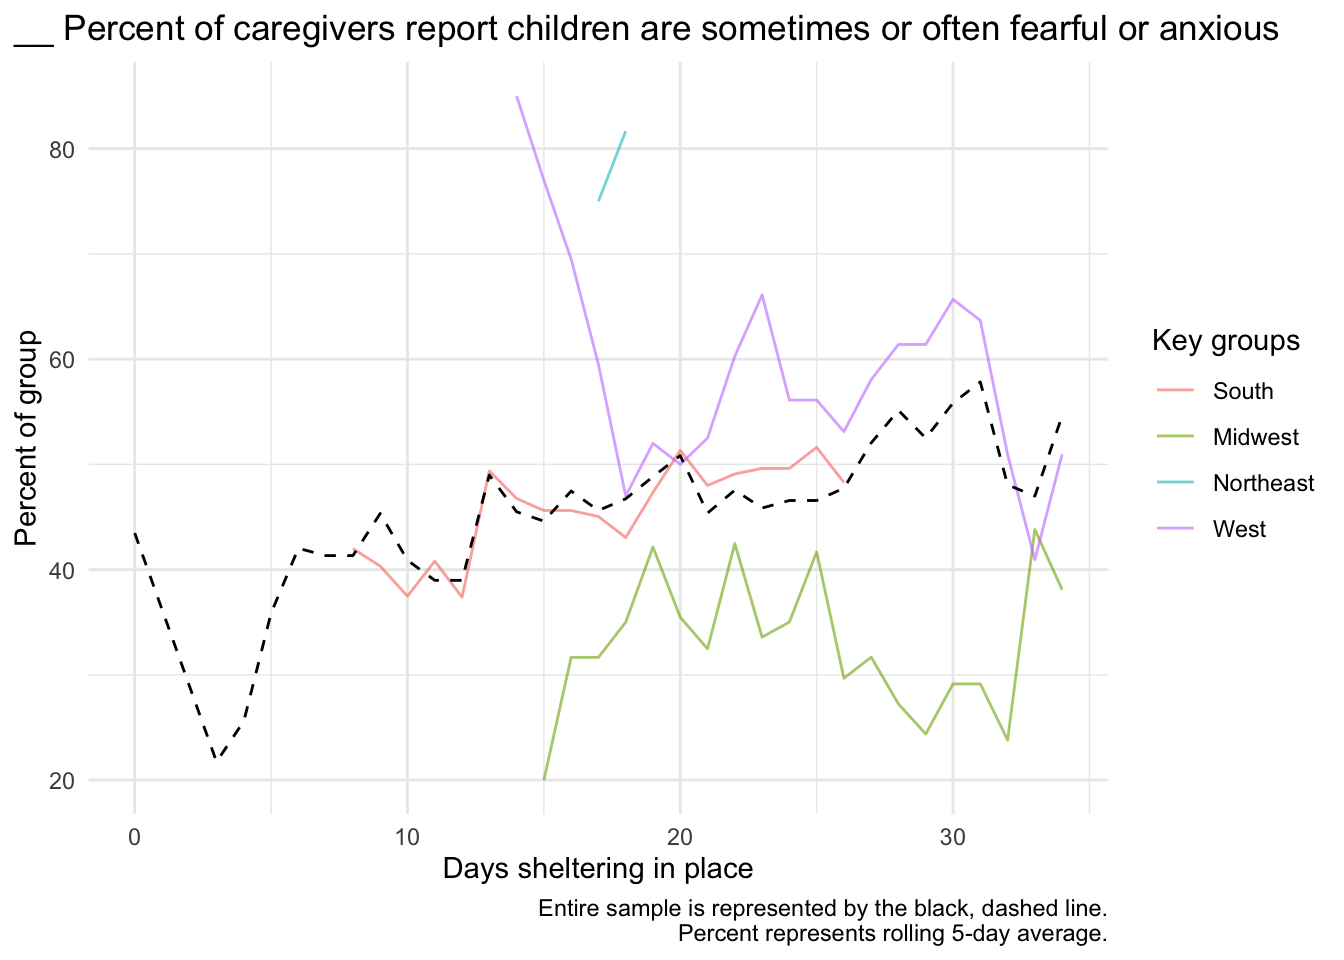 __ Percent of caregivers report children are sometimes or often fearful or anxious
Percent of group
80
60
40
20
0
10
20
30
Days sheltering in place
Key groups
South
Midwest
Northeast
West
Entire sample is represented by the black, dashed line.
Percent represents rolling 5-day average.